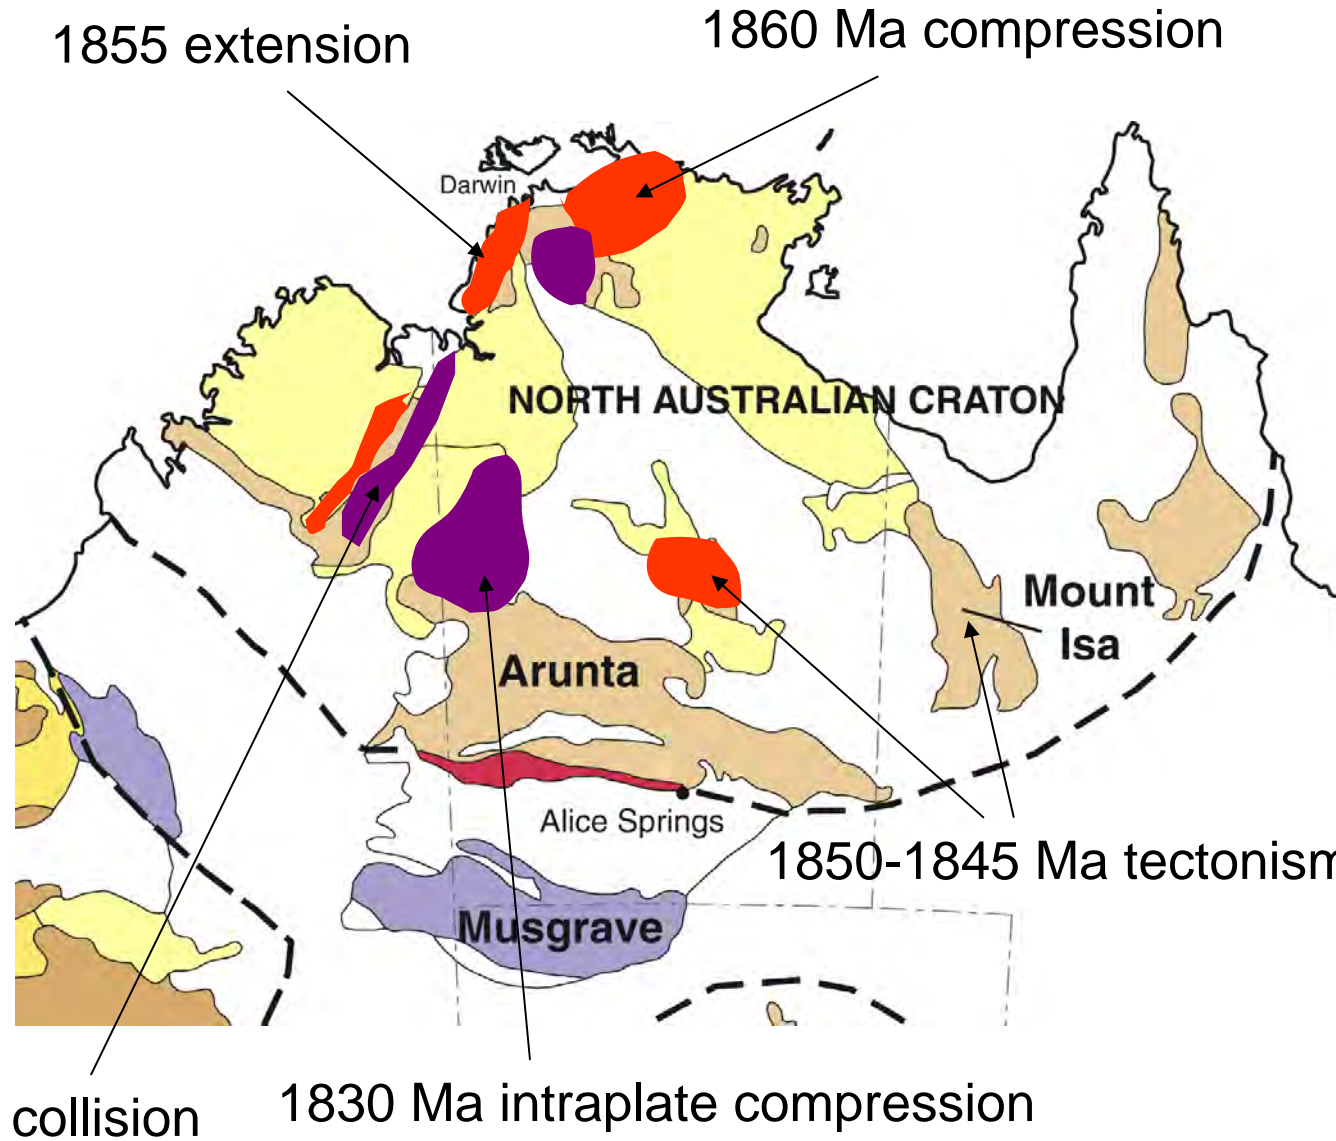 1855 extension
1860 Ma compression
Darwin
NORTH AUSTRALIAN CRATON
Mount
Isa
Arunta
Alice Springs
1850-1845 Ma tectonism
Musgrave
collision
1830 Ma intraplate compression